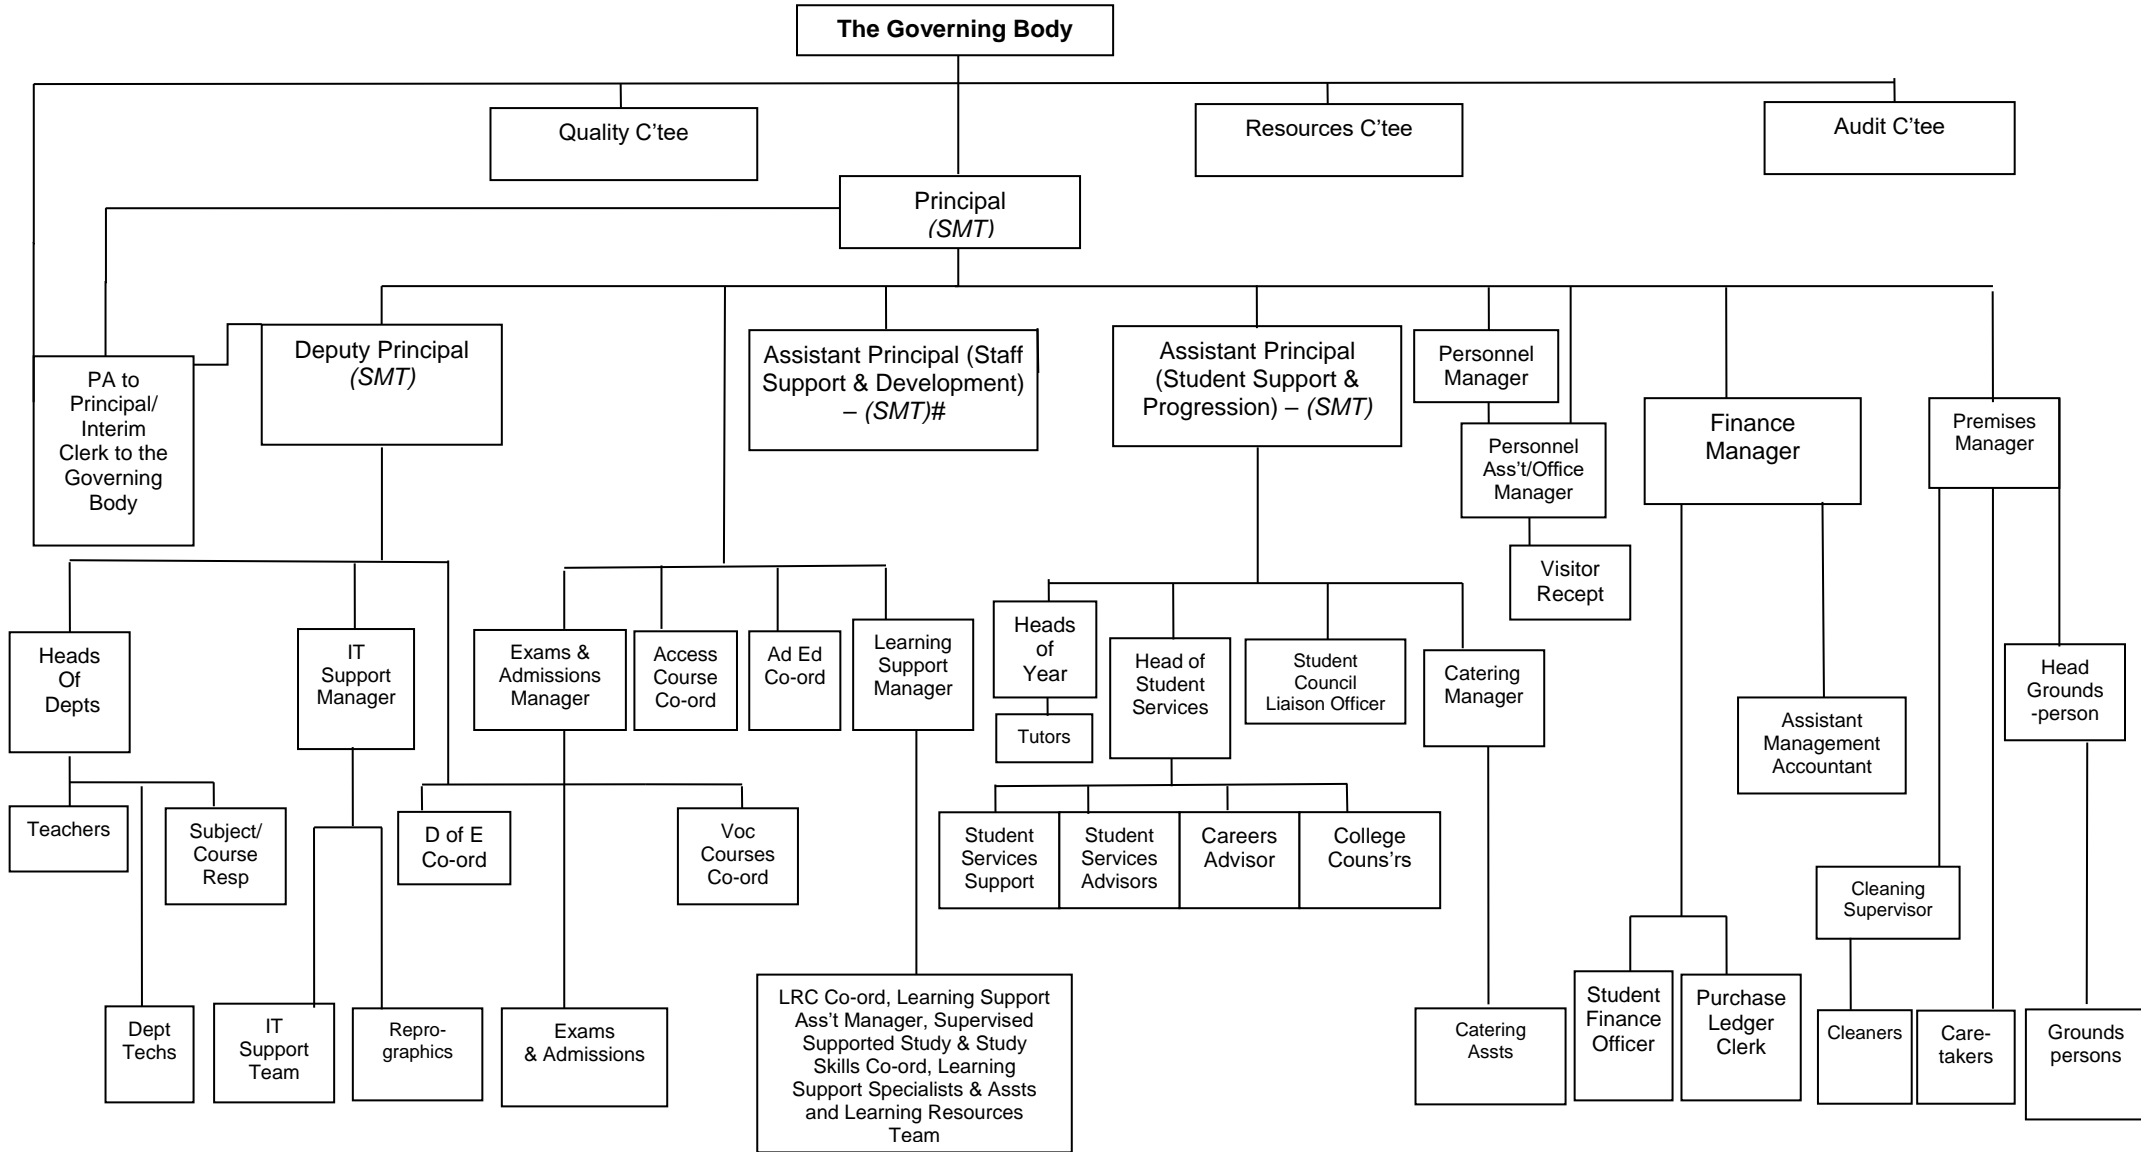 The Governing Body
Quality C’tee
Resources C’tee
Audit C’tee
Principal
(SMT)
PA to
Principal/
Interim
Clerk to the
Governing
Body
Deputy Principal
(SMT)
Assistant Principal (Staff
Support & Development)
– (SMT)#
Assistant Principal
(Student Support &
Progression) – (SMT)
Personnel
Manager
Personnel
Ass’t/Office
Manager
Visitor
Recept
Finance
Manager
Premises
Manager
Heads
Of
Depts
IT
Support
Manager
Exams &
Admissions
Manager
Access
Course
Co-ord
Ad Ed
Co-ord
Learning
Support
Manager
Heads
of
Year
Tutors
Head of
Student
Services
Student
Council
Liaison Officer
Catering
Manager
Assistant
Management
Accountant
Head
Grounds
-person
Teachers
Subject/
Course
Resp
D of E
Co-ord
Voc
Courses
Co-ord
Student
Services
Support
Student
Services
Advisors
Careers
Advisor
College
Couns’rs
Cleaning
Supervisor
Dept
Techs
IT
Support
Team
Repro-
graphics
Exams
& Admissions
LRC Co-ord, Learning Support
Ass’t Manager, Supervised
Supported Study & Study
Skills Co-ord, Learning
Support Specialists & Assts
and Learning Resources
Team
Catering
Assts
Student
Finance
Officer
Purchase
Ledger
Clerk
Cleaners
Care-
takers
Grounds
persons